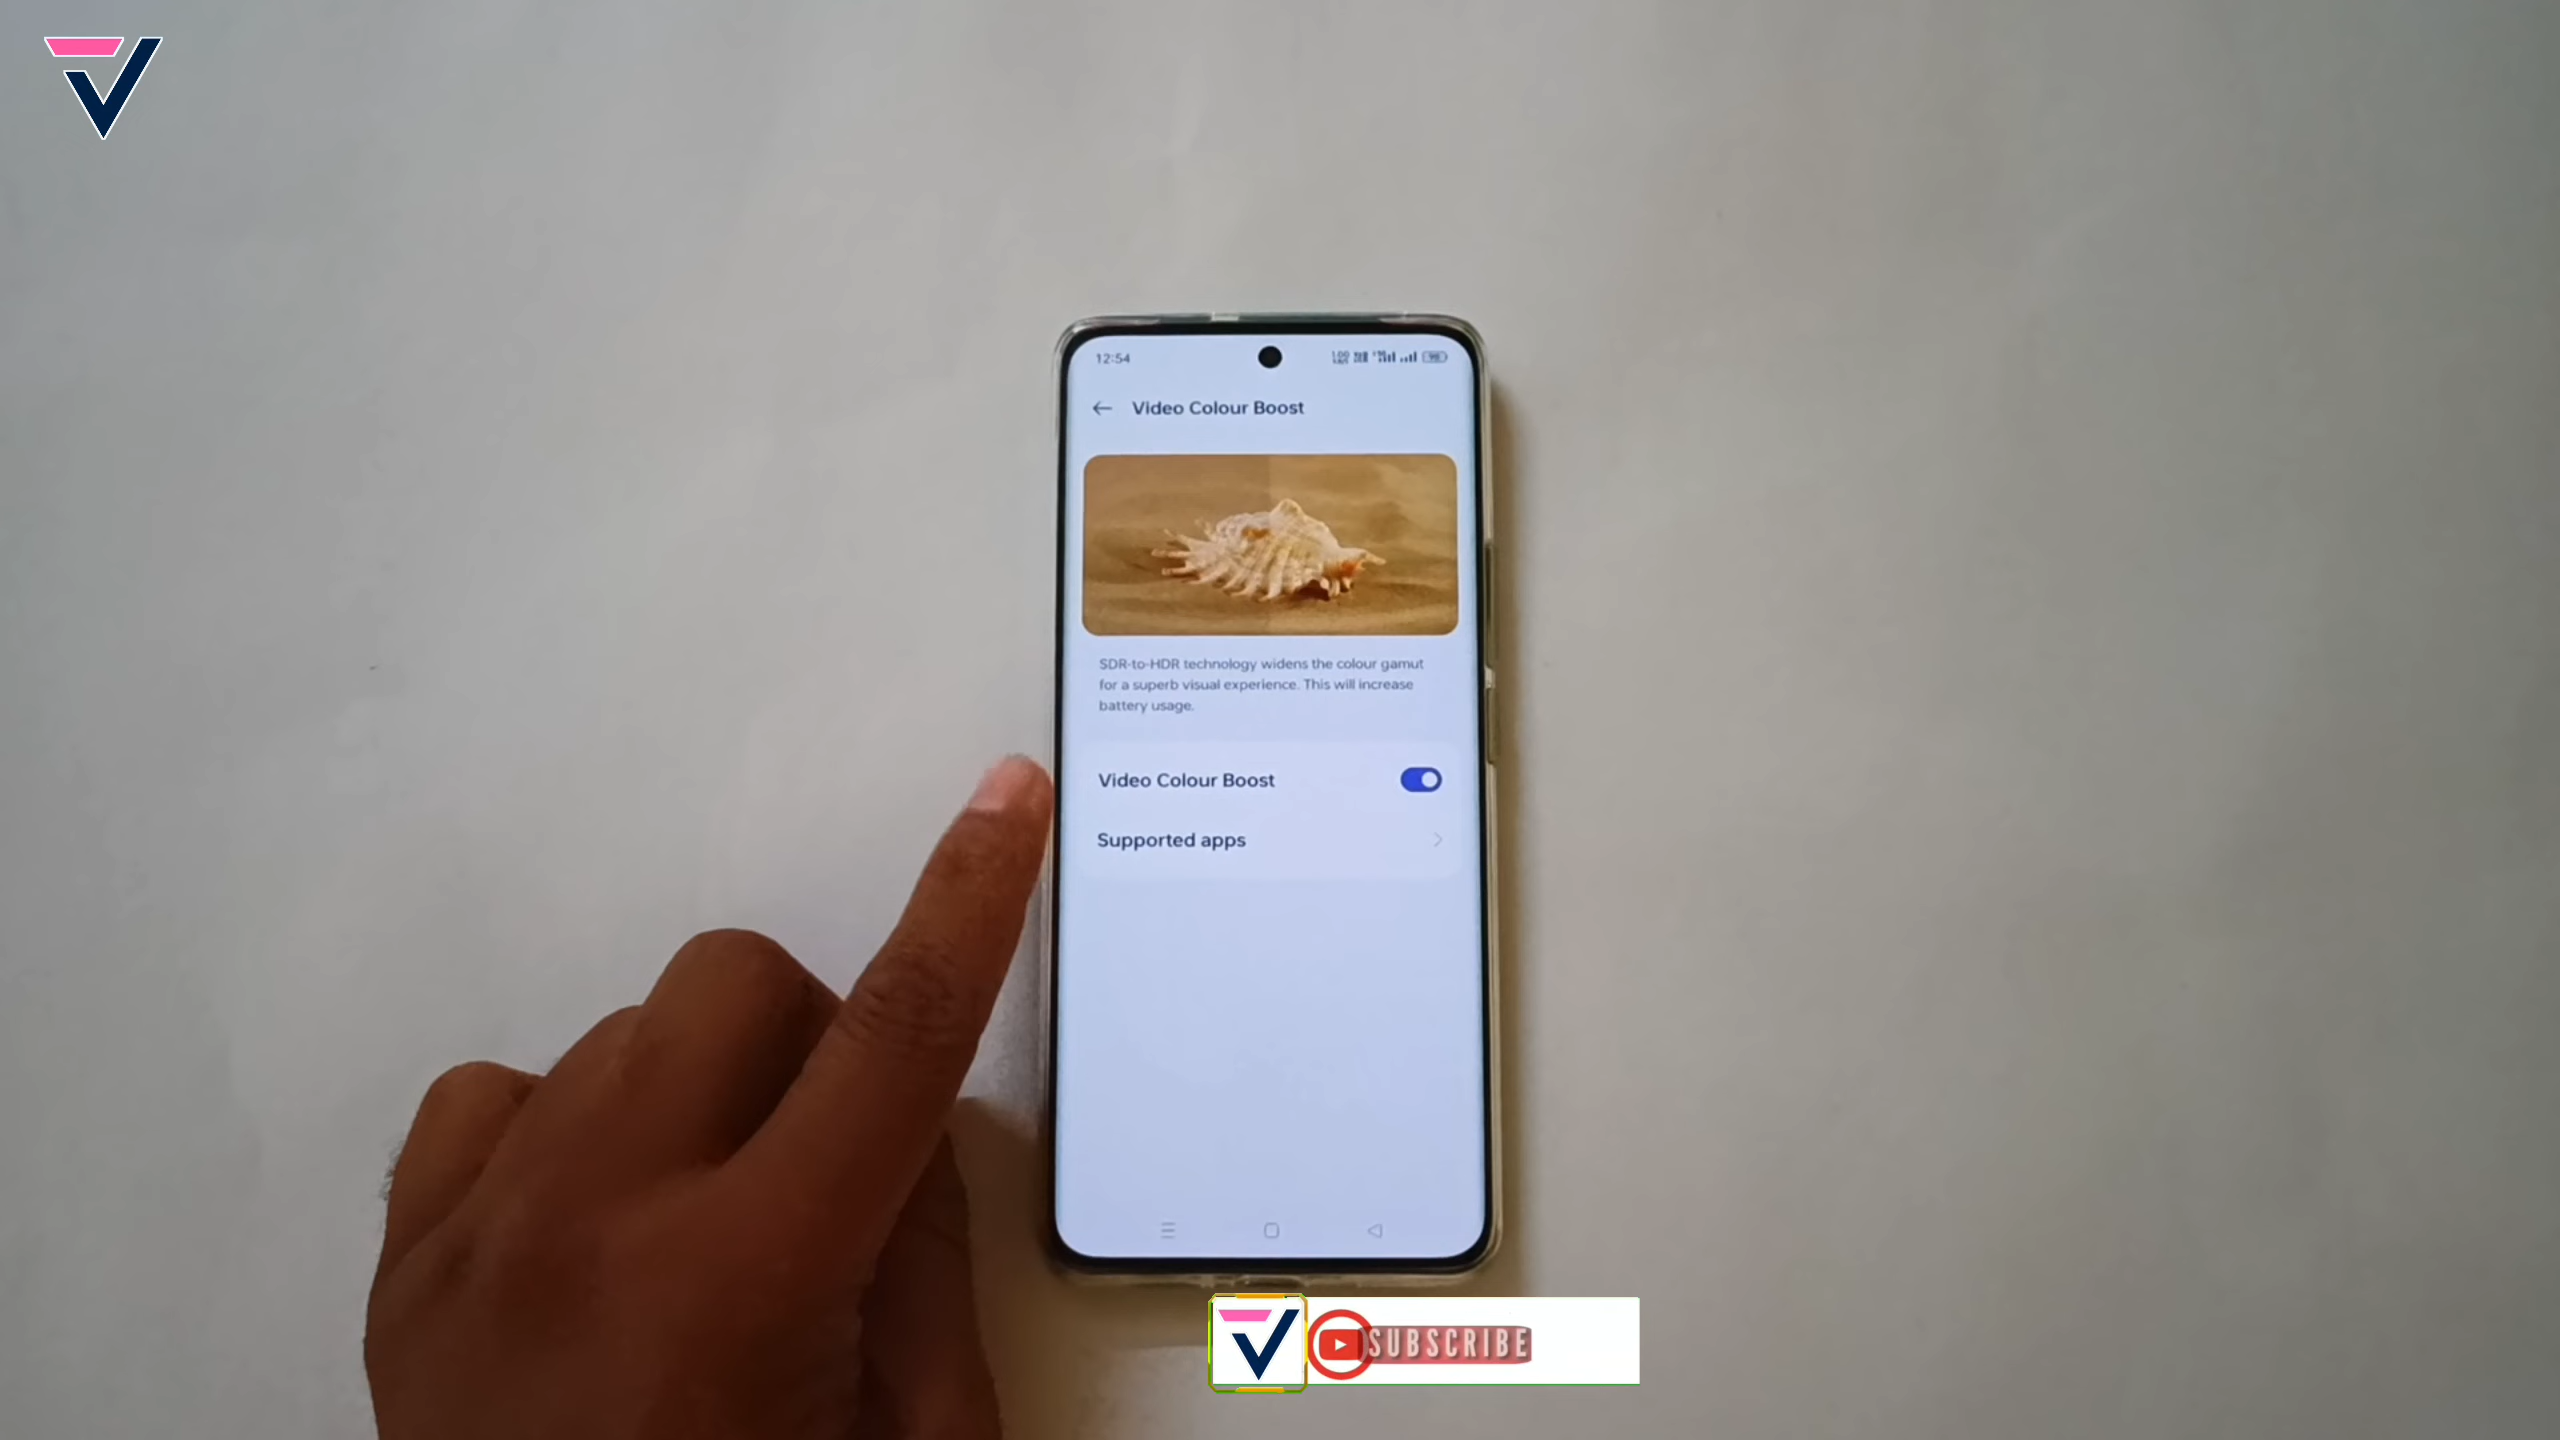 12:54
Video Colour Boost
SDR-to-HDR technology widens the colour gamut
for a superb visual experience. This will increase
battery usage.
Video Colour Boost
Supported apps
SUBSCRIBE